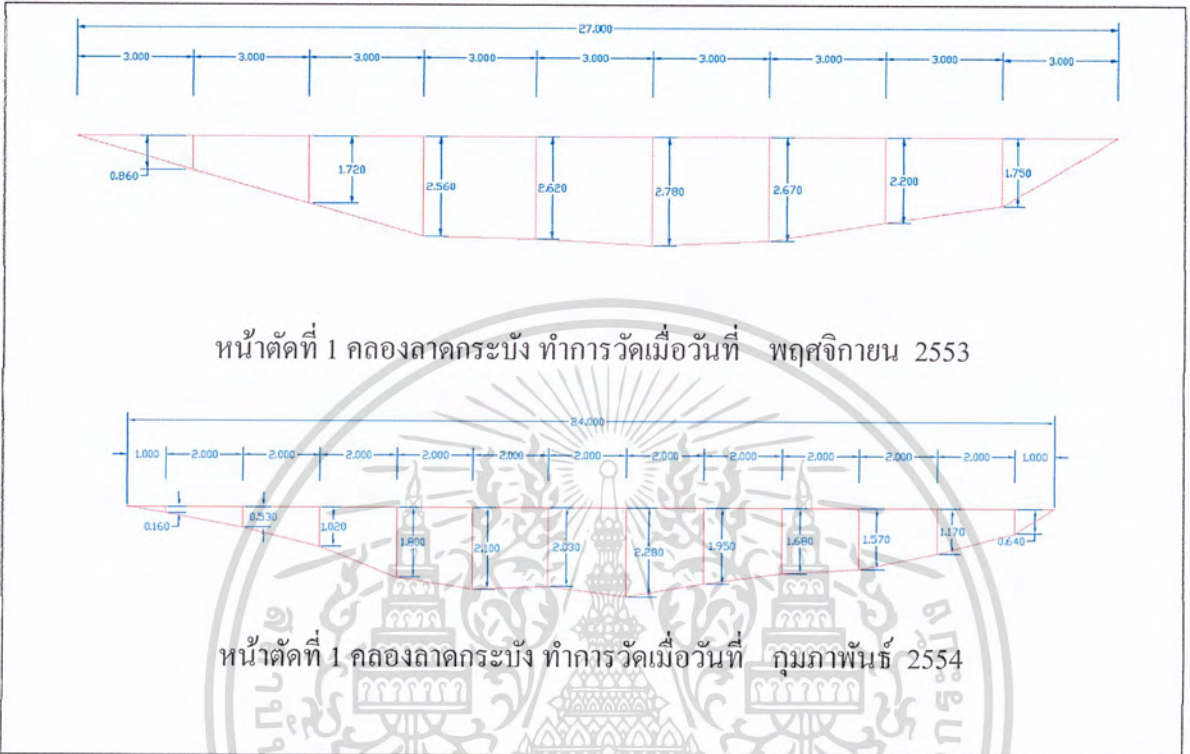 27.000
3.000 3.000 3.000 3.000 3.000 3.000 3.000 3.000 3.000
0.860 1.720 2.560 2.620 2.780 2.670 2.200 1.750
หน้าตัดที่ 1 คลองลาดกระบัง ทำการวัดเมื่อวันที่ พฤศจิกายน 2553
24.000
1.000 2.000 2.000 2.000 2.000 2.000 2.000 2.000 2.000 2.000 2.000 2.000 1.000
0.160 0.530 1.020 1.800 2.100 2.030 2.280 1.950 1.680 1.570 1.170 0.640
หน้าตัดที่ 1 คลองลาดกระบัง ทำการวัดเมื่อวันที่ กุมภาพันธ์ 2554